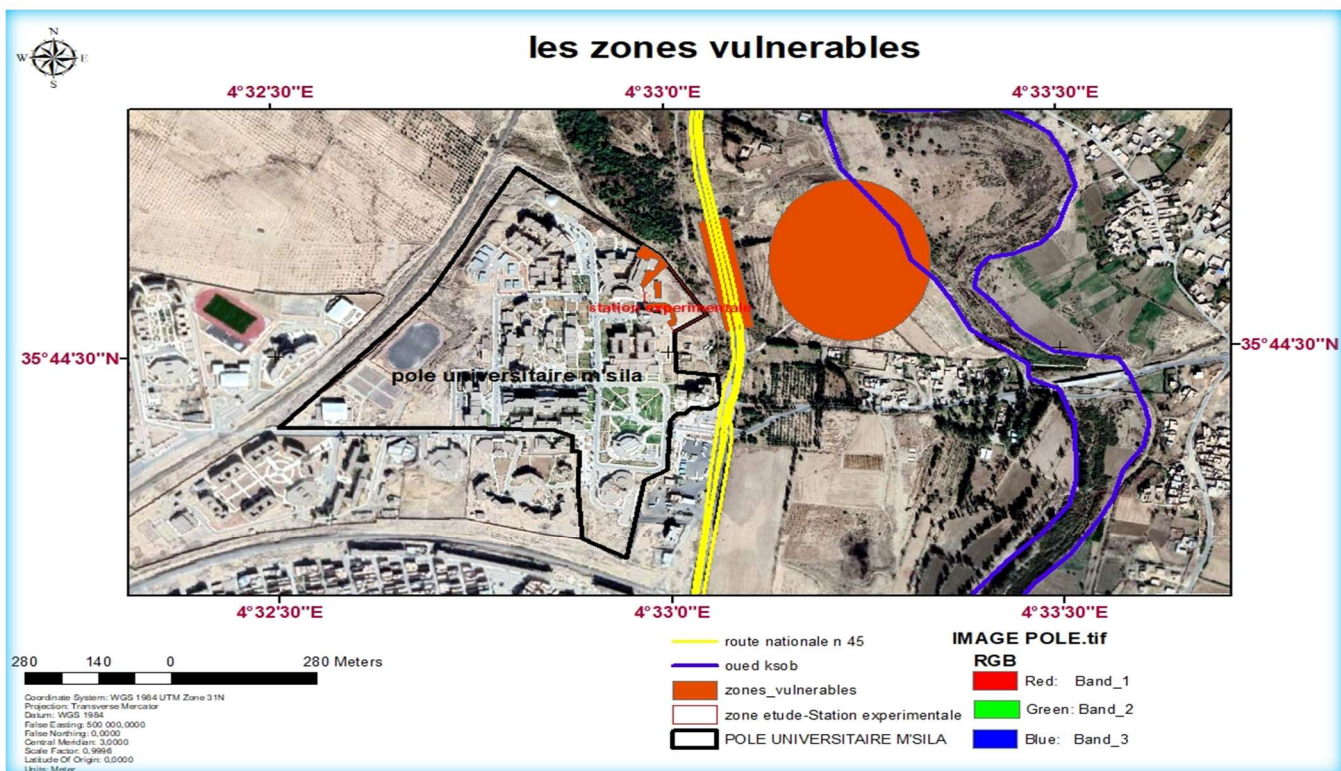 N
W E
S
les zones vulnerables
4°32'30"E 4°33'0"E 4°33'30"E
35°44'30"N 35°44'30"N
station experimentale
pole universitaire m'sila
4°32'30"E 4°33'0"E 4°33'30"E
280 140 0 280 Meters
Coordinate System: WGS 1984 UTM Zone 31N
Projection: Transverse Mercator
Datum: WGS 1984
False Easting: 500 000,0000
False Northing: 0,0000
Central Meridian: 3,0000
Scale Factor: 0,9996
Latitude Of Origin: 0,0000
Units: Meter
route nationale n 45
oued ksob
zones_vulnerables
zone etude-Station experimentale
POLE UNIVERSITAIRE M'SILA
IMAGE POLE.tif
RGB
Red: Band_1
Green: Band_2
Blue: Band_3